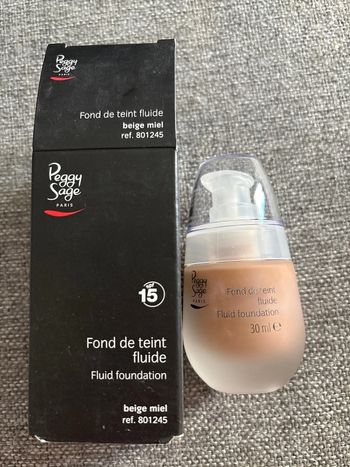 Peggy
Sage
PARIS
Fond de teint fluide
beige miel
ref. 801245
Peggy
Sage
PARIS
SPF
15
Fond de teint
fluide
Fluid foundation
beige miel
ref. 801245
Peggy
Sage
PARIS
Fond de teint
fluide
Fluid foundation
30 ml e